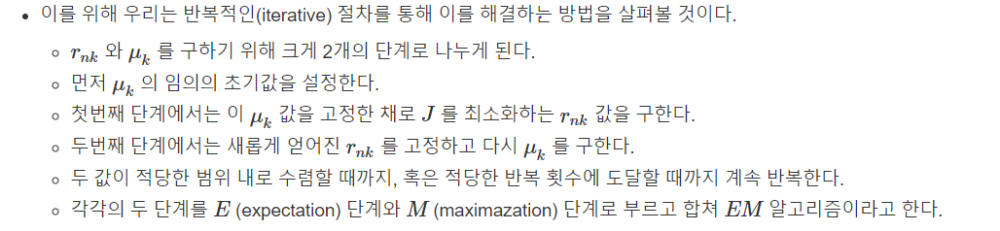 이를 위해 우리는 반복적인(iterative) 절차를 통해 이를 해결하는 방법을 살펴볼 것이다.
r_{nk} 와 μ_k 를 구하기 위해 크게 2개의 단계로 나누게 된다.
먼저 μ_k 의 임의의 초기값을 설정한다.
첫번째 단계에서는 이 μ_k 값을 고정한 채로 J 를 최소화하는 r_{nk} 값을 구한다.
두번째 단계에서는 새롭게 얻어진 r_{nk} 를 고정하고 다시 μ_k 를 구한다.
두 값이 적당한 범위 내로 수렴할 때까지, 혹은 적당한 반복 횟수에 도달할 때까지 계속 반복한다.
각각의 두 단계를 E (expectation) 단계와 M (maximazation) 단계로 부르고 합쳐 EM 알고리즘이라고 한다.